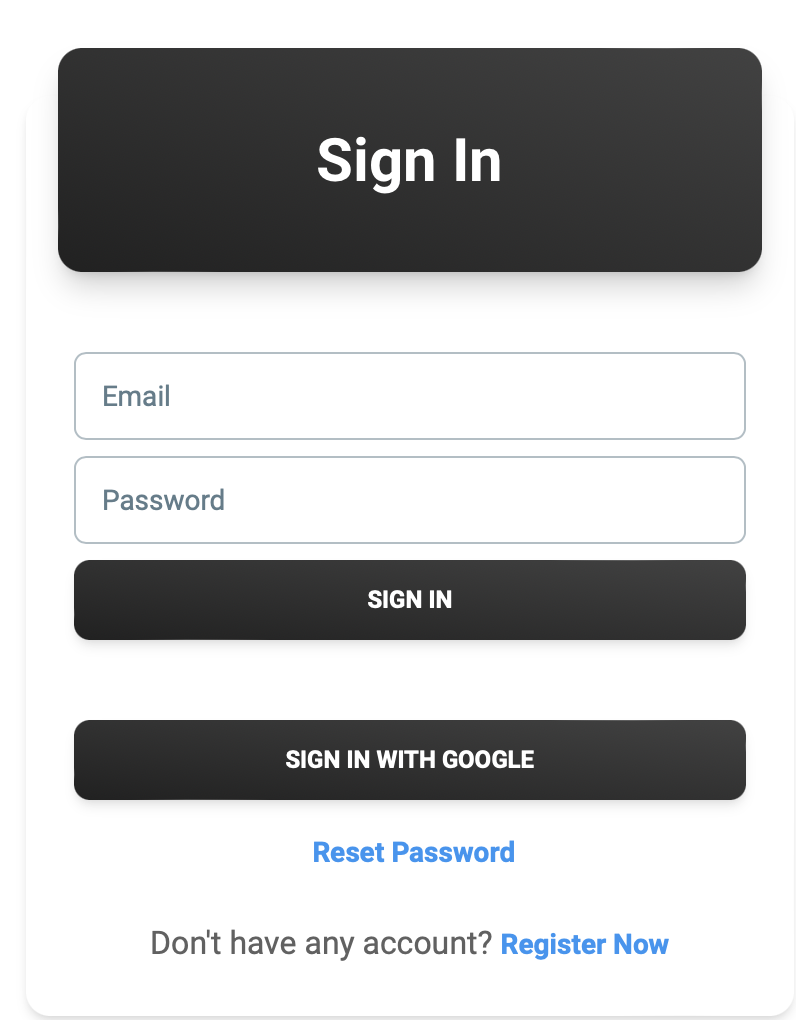 Sign In
Email
Password
SIGN IN
SIGN IN WITH GOOGLE
Reset Password
Don't have any account? Register Now